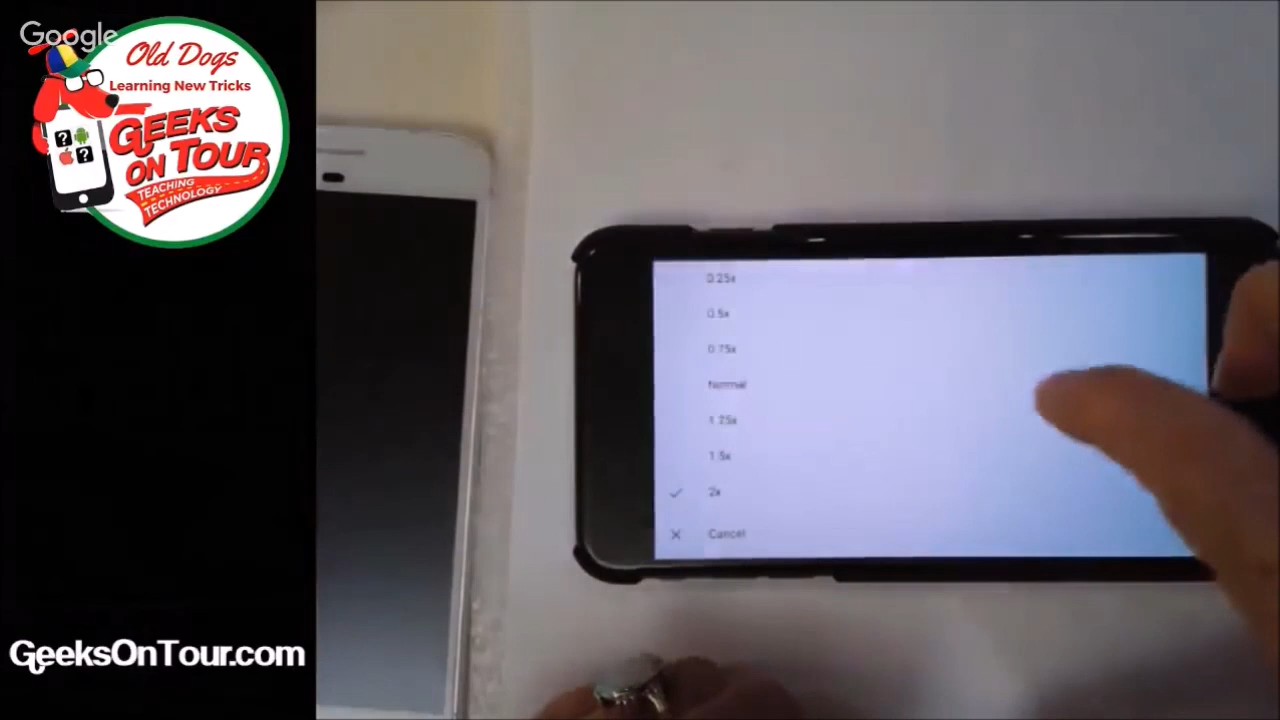 Google
Old Dogs
Learning New Tricks
GEEKS
ON TOUR
TEACHING
TECHNOLOGY
? 
?
0.25x
0.5x
0.75x
Normal
1.25x
1.5x
2x
Cancel
GeeksOnTour.com